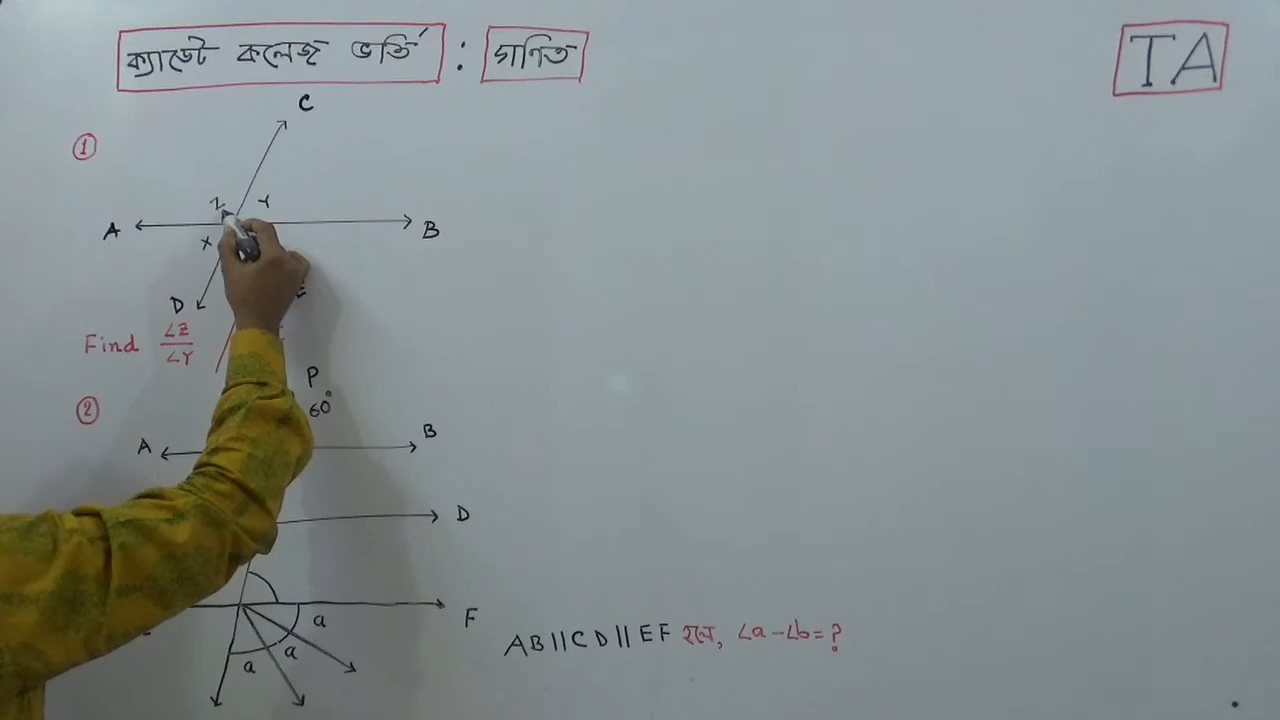 ক্যাডেট কলেজ ভর্তি : গণিত
TA
①
C
Z Y
A B
X
D
Find ∠Z/∠Y
②
P
60°
A B
D
F
a
a
a
AB||CD||EF হলে, ∠a-∠b=?